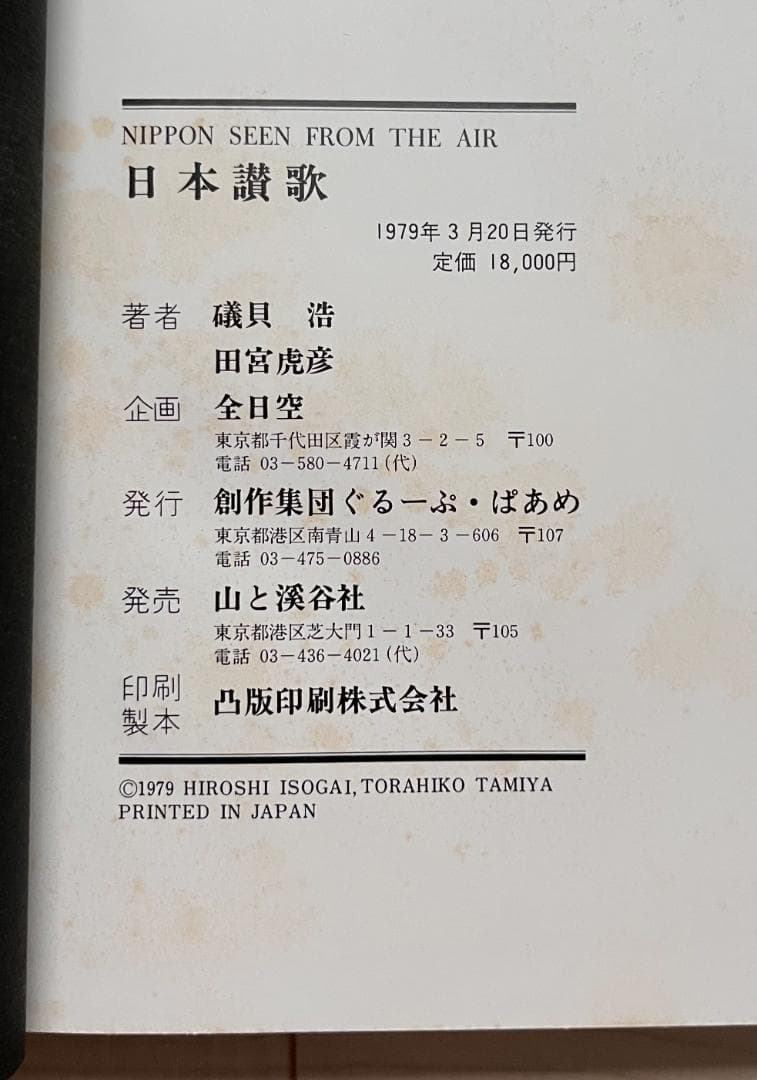 NIPPON SEEN FROM THE AIR
日本讃歌
1979年3月20日発行
定価 18,000円
著者 礒貝 浩
田宮虎彦
企画 全日空
東京都千代田区霞が関3-2-5 〒100
電話 03-580-4711(代)
発行 創作集団ぐるーぷ・ぱあめ
東京都港区南青山4-18-3-606 〒107
電話 03-475-0886
発売 山と溪谷社
東京都港区芝大門1-1-33 〒105
電話 03-436-4021(代)
印刷
製本 凸版印刷株式会社
©1979 HIROSHI ISOGAI, TORAHIKO TAMIYA
PRINTED IN JAPAN